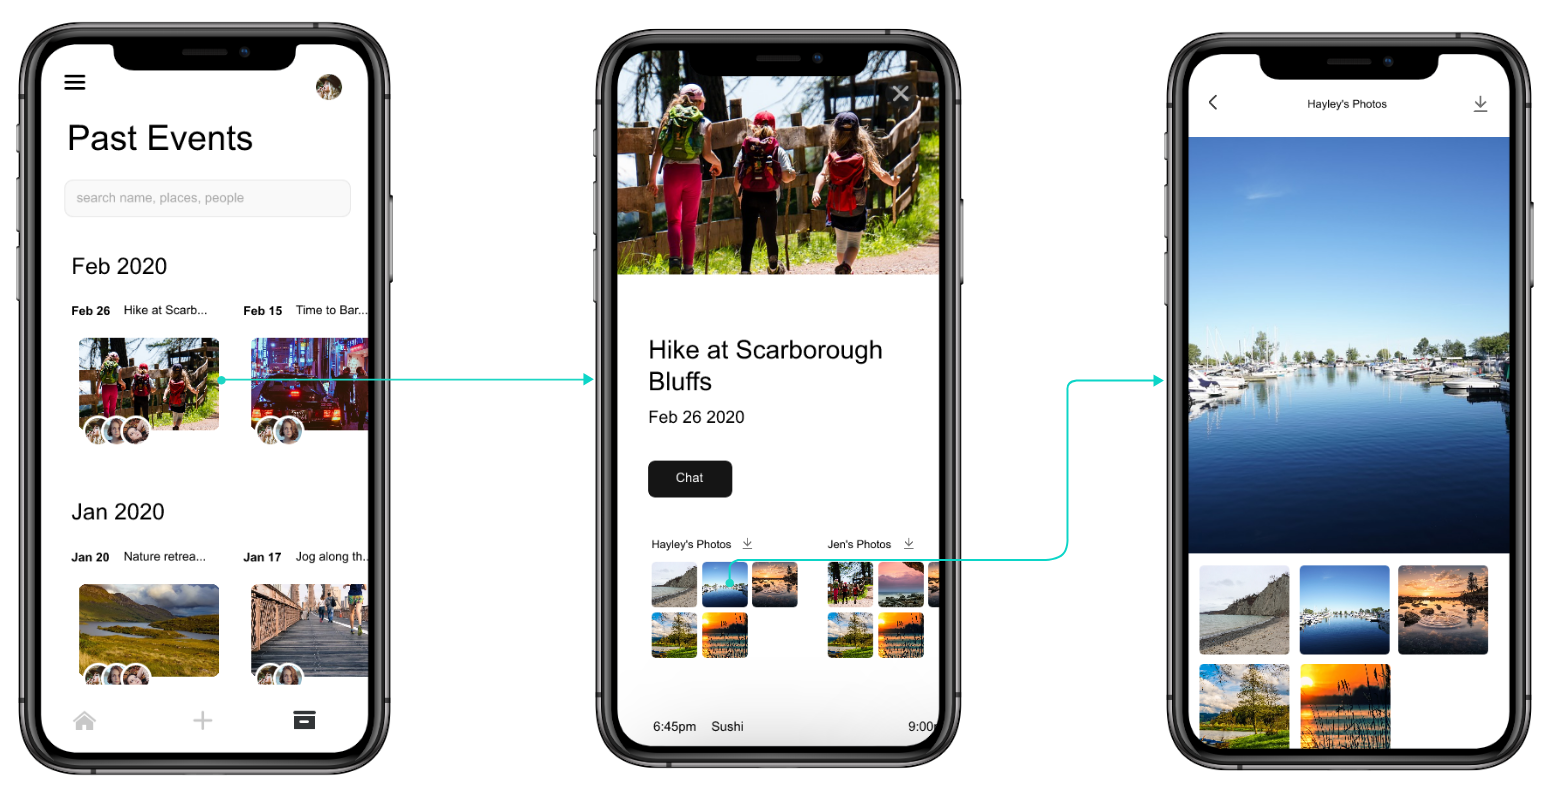 Past Events
search name, places, people
Feb 2020
Feb 26 Hike at Scarb...
Feb 15 Time to Bar...
Jan 2020
Jan 20 Nature retrea...
Jan 17 Jog along th..
Hike at Scarborough
Bluffs
Feb 26 2020
Chat
Hayley's Photos
Jen's Photos
6:45pm Sushi
9:00
Hayley's Photos